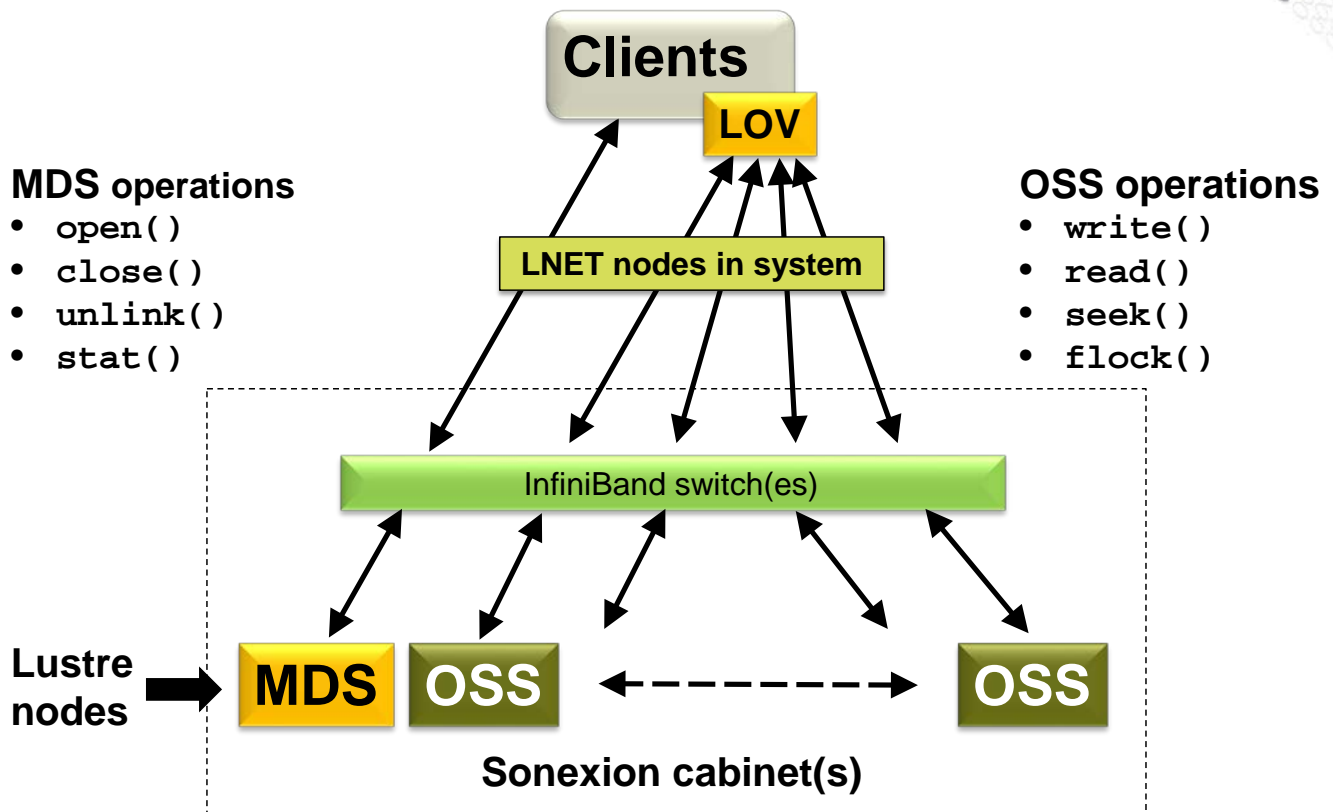 Clients
LOV
MDS operations
• open()
• close()
• unlink()
• stat()
OSS operations
• write()
• read()
• seek()
• flock()
LNET nodes in system
InfiniBand switch(es)
Lustre
nodes
MDS
OSS
OSS
Sonexion cabinet(s)